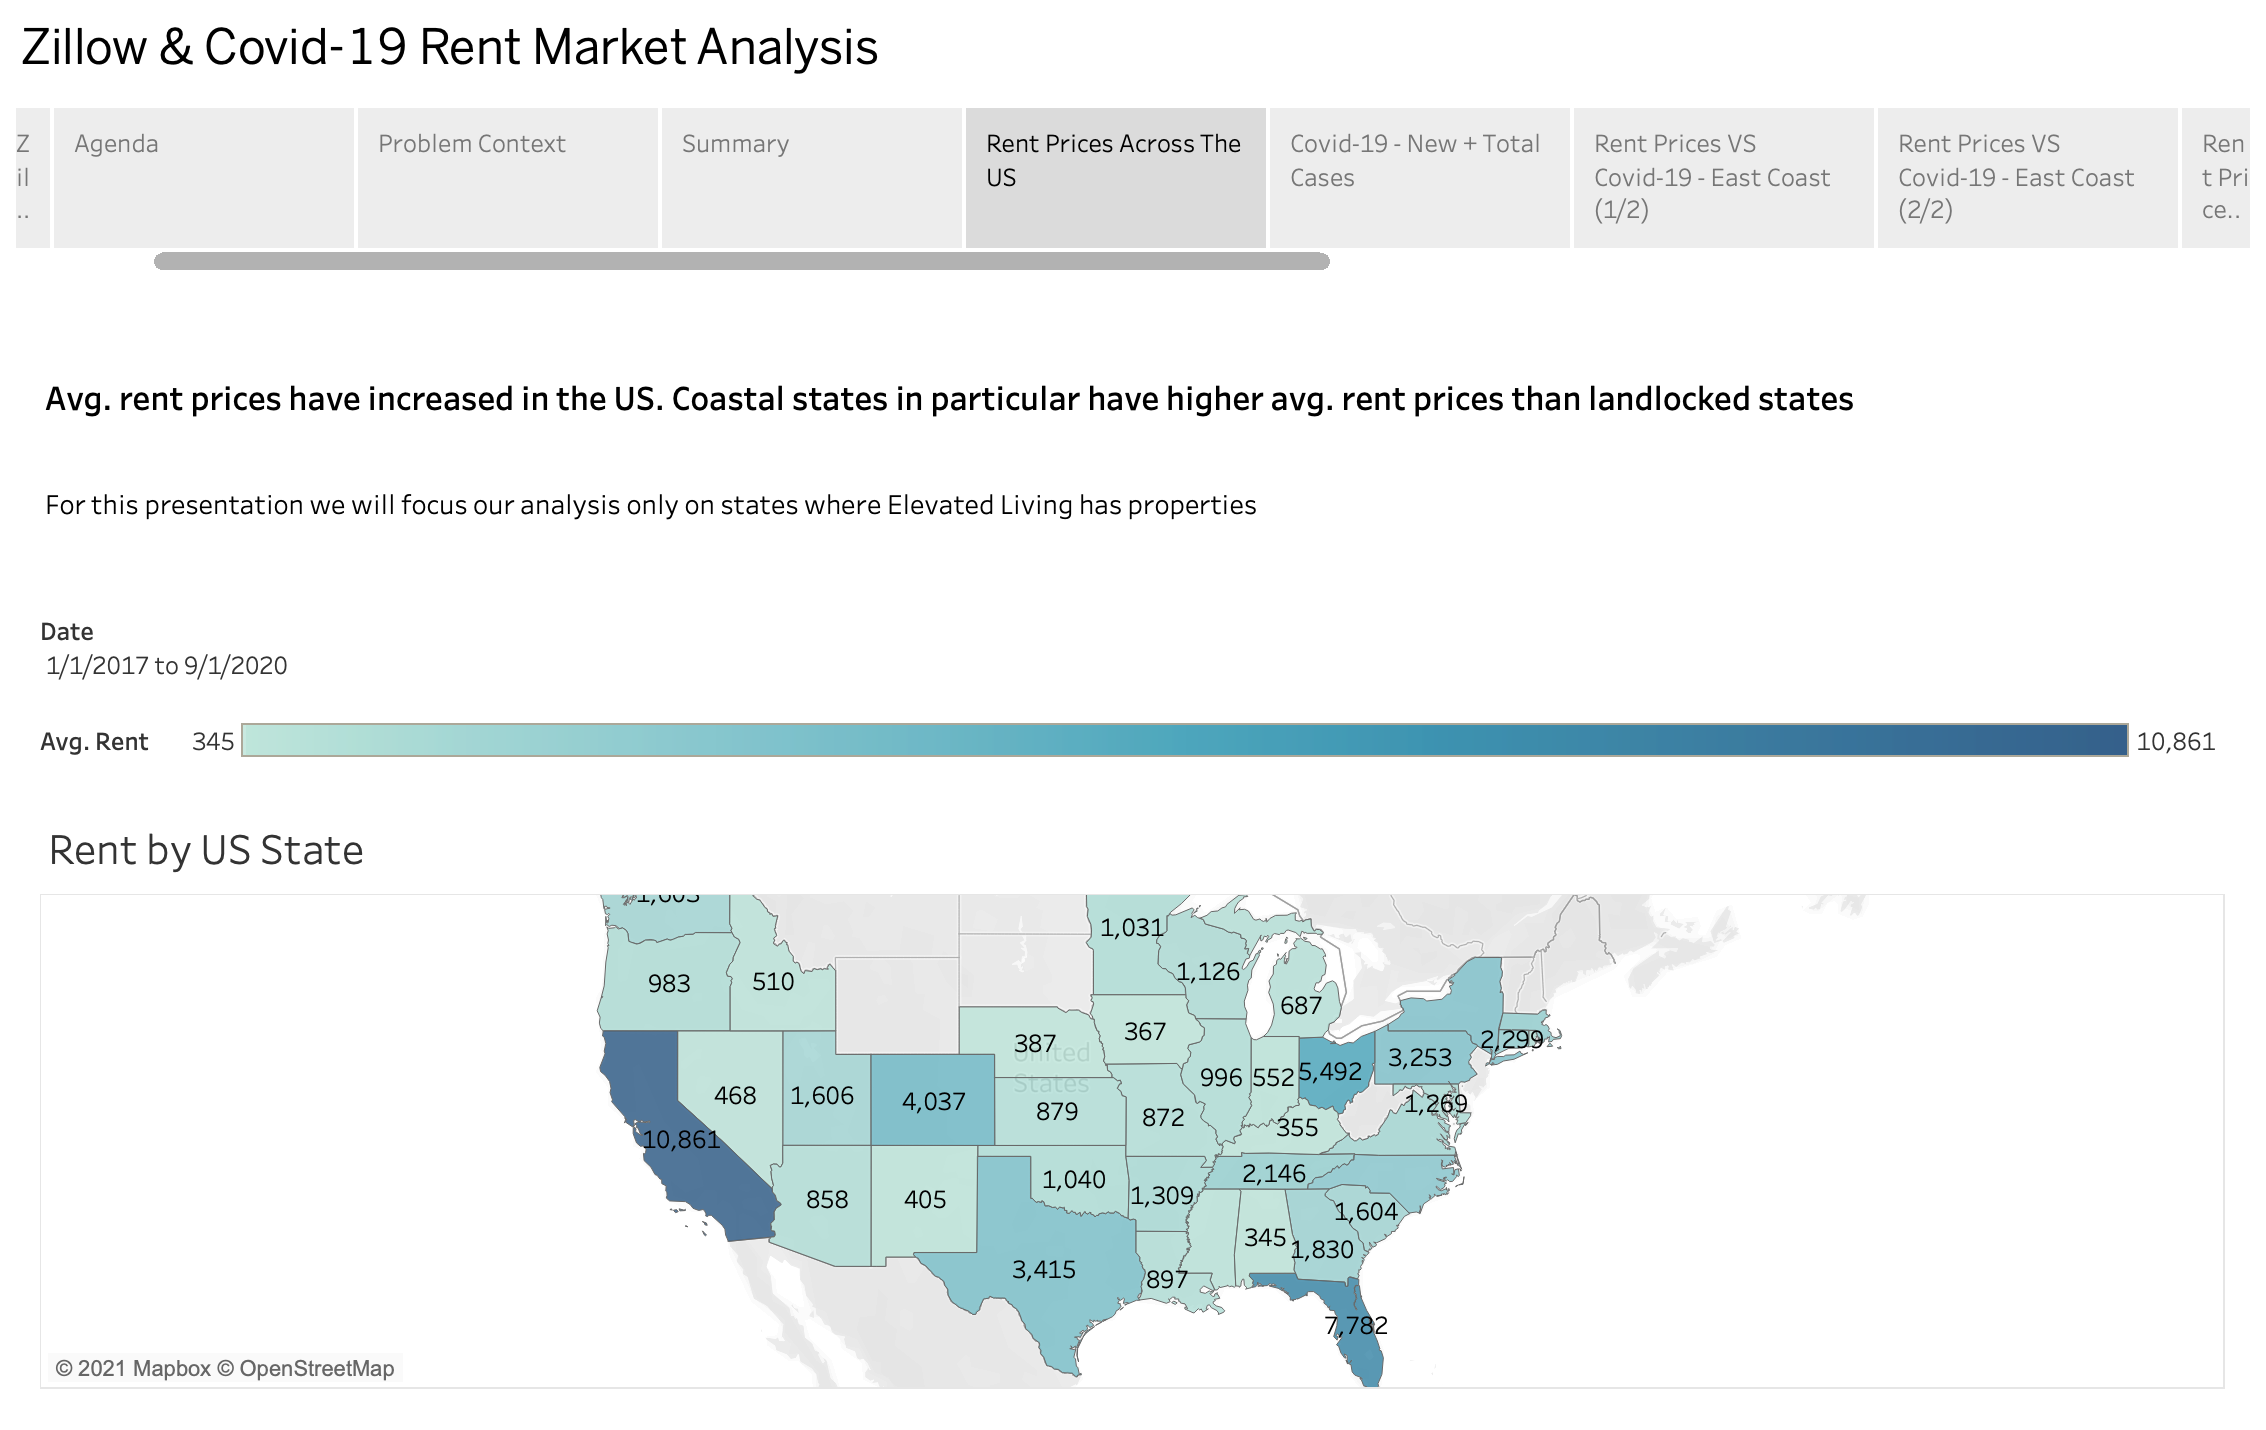 Zillow & Covid-19 Rent Market Analysis
Z
il
..
Agenda
Problem Context
Summary
Rent Prices Across The
US
Covid-19 - New + Total
Cases
Rent Prices VS
Covid-19 - East Coast
(1/2)
Rent Prices VS
Covid-19 - East Coast
(2/2)
Ren
t Pri
ce..
Avg. rent prices have increased in the US. Coastal states in particular have higher avg. rent prices than landlocked states
For this presentation we will focus our analysis only on states where Elevated Living has properties
Date
1/1/2017 to 9/1/2020
Avg. Rent 345 10,861
Rent by US State
1,031
983
510
1,126
687
387
367
2,299
United
States
468
1,606
4,037
879
872
996
552
5,492
3,253
10,861
355
1,269
858
405
1,040
1,309
2,146
1,604
3,415
897
345
1,830
7,782
© 2021 Mapbox © OpenStreetMap